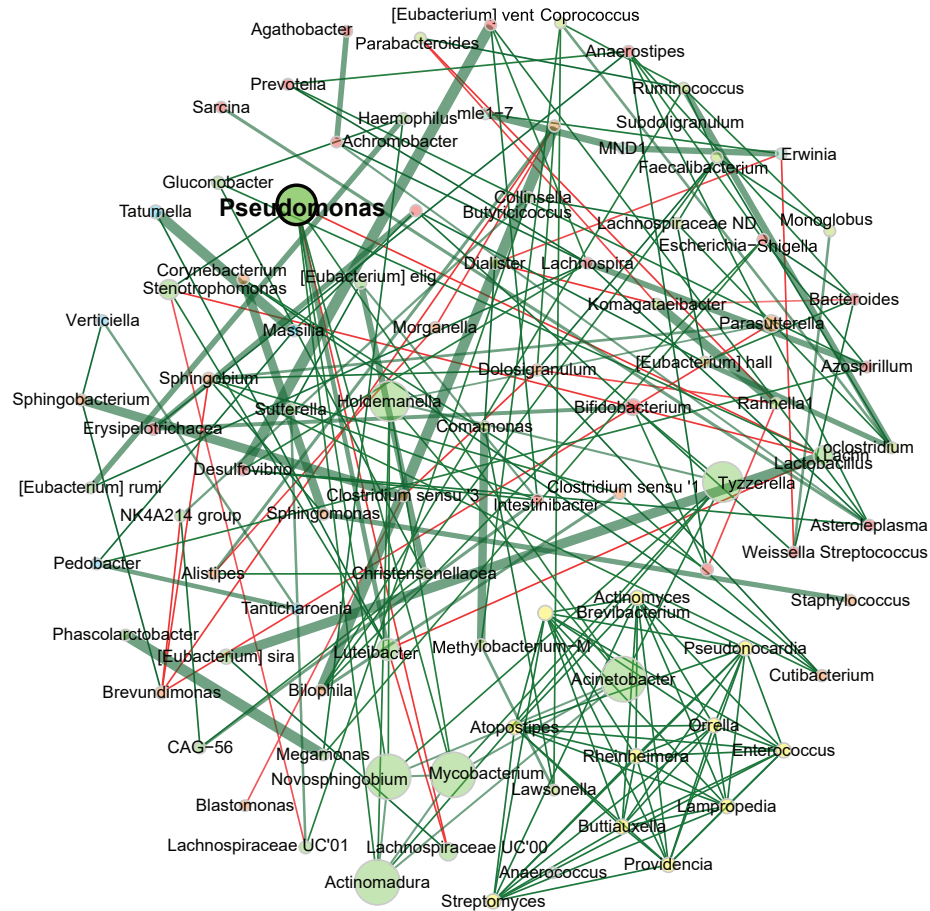 [Eubacterium] vent Coprococcus
Agathobacter
Parabacteroides
Anaerostipes
Prevotella
Ruminococcus
Sarcina
Haemophilus
mle1−7
Subdoligranulum
Achromobacter
MND1
Erwinia
Faecalibacterium
Gluconobacter
Collinsella
Tatumella
Pseudomonas
Butyricicoccus
Lachnospiraceae ND
Monoglobus
Escherichia−Shigella
Corynebacterium
[Eubacterium] elig
Dialister
Lachnospira
Stenotrophomonas
Komagataeibacter
Bacteroides
Verticiella
Massilia
Morganella
Parasutterella
[Eubacterium] hall
Azospirillum
Sphingobium
Dolosigranulum
Sphingobacterium
Sutterella
Holdemanella
Bifidobacterium
Rahnella1
Erysipelotrichacea
Comamonas
oclostridium
Lachn
Lactobacillus
Desulfovibrio
[Eubacterium] rumi
Clostridium sensu '3
Clostridium sensu '1
Tyzzerella
Intestinibacter
NK4A214 group
Sphingomonas
Asteroleplasma
Weissella Streptococcus
Pedobacter
Alistipes
Christensenellacea
Actinomyces
Staphylococcus
Tanticharoenia
Brevibacterium
Phascolarctobacter
[Eubacterium] sira
Luteibacter
Methylobacterium−M
Pseudonocardia
Cutibacterium
Brevundimonas
Bilophila
Acinetobacter
Atopostipes
Orrella
CAG−56
Megamonas
Rheinheimera
Enterococcus
Novosphingobium
Mycobacterium
Lawsonella
Blastomonas
Lampropedia
Buttiauxella
Lachnospiraceae UC'01
Lachnospiraceae UC'00
Providencia
Anaerococcus
Actinomadura
Streptomyces